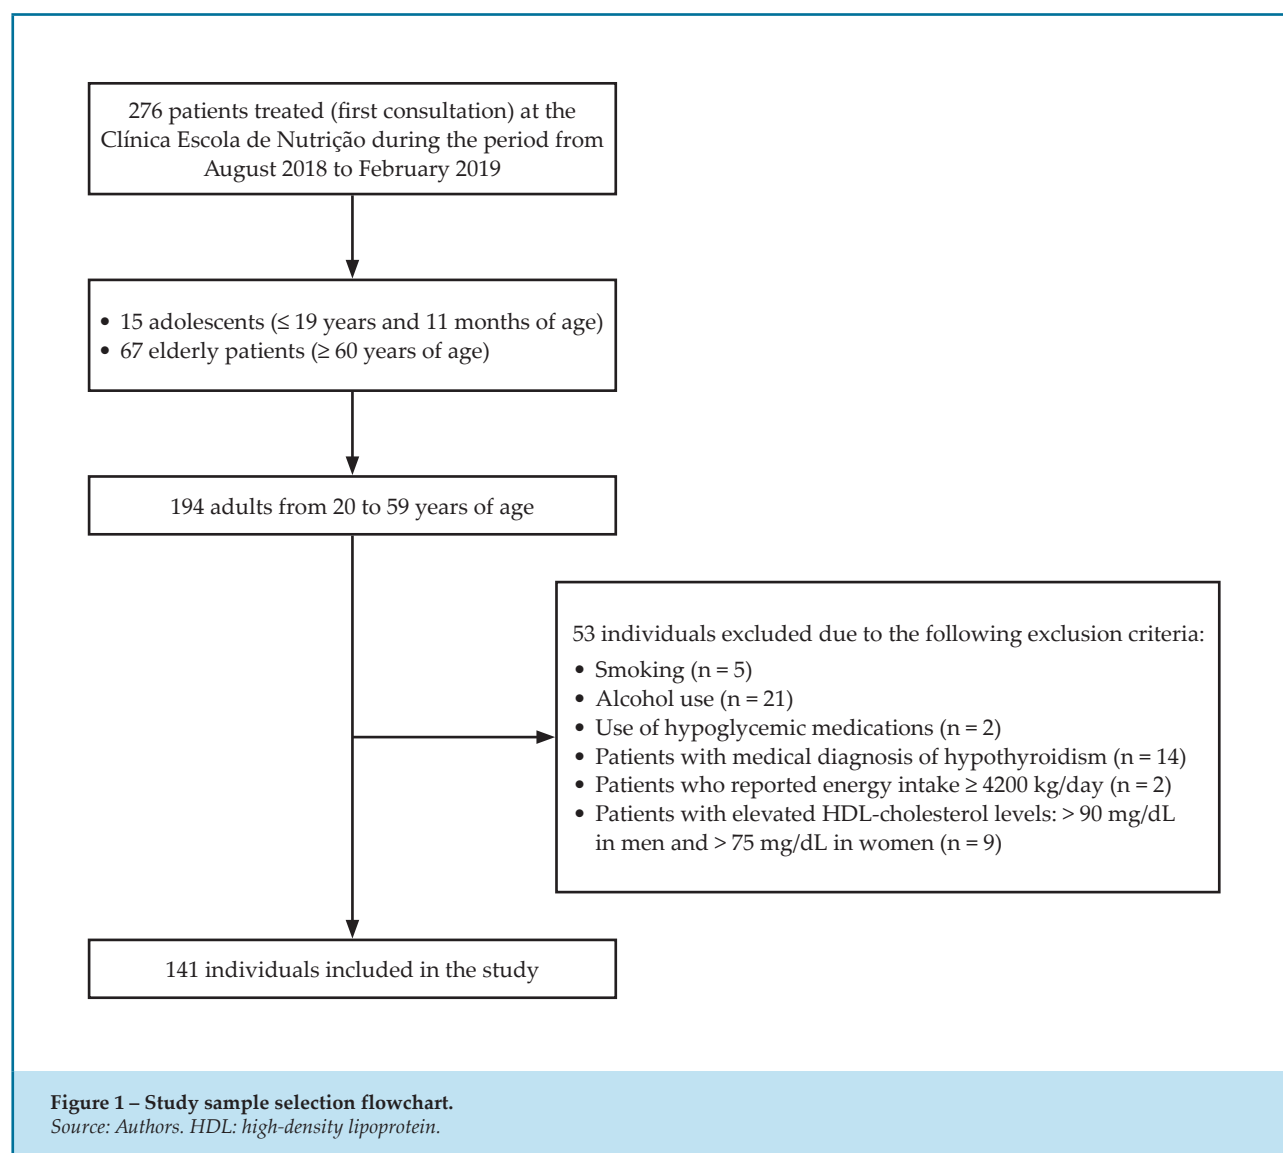 276 patients treated (first consultation) at the
Clínica Escola de Nutrição during the period from
August 2018 to February 2019
• 15 adolescents (≤ 19 years and 11 months of age)
• 67 elderly patients (≥ 60 years of age)
194 adults from 20 to 59 years of age
53 individuals excluded due to the following exclusion criteria:
• Smoking (n = 5)
• Alcohol use (n = 21)
• Use of hypoglycemic medications (n = 2)
• Patients with medical diagnosis of hypothyroidism (n = 14)
• Patients who reported energy intake ≥ 4200 kg/day (n = 2)
• Patients with elevated HDL-cholesterol levels: > 90 mg/dL
in men and > 75 mg/dL in women (n = 9)
141 individuals included in the study
Figure 1 – Study sample selection flowchart.
Source: Authors. HDL: high-density lipoprotein.